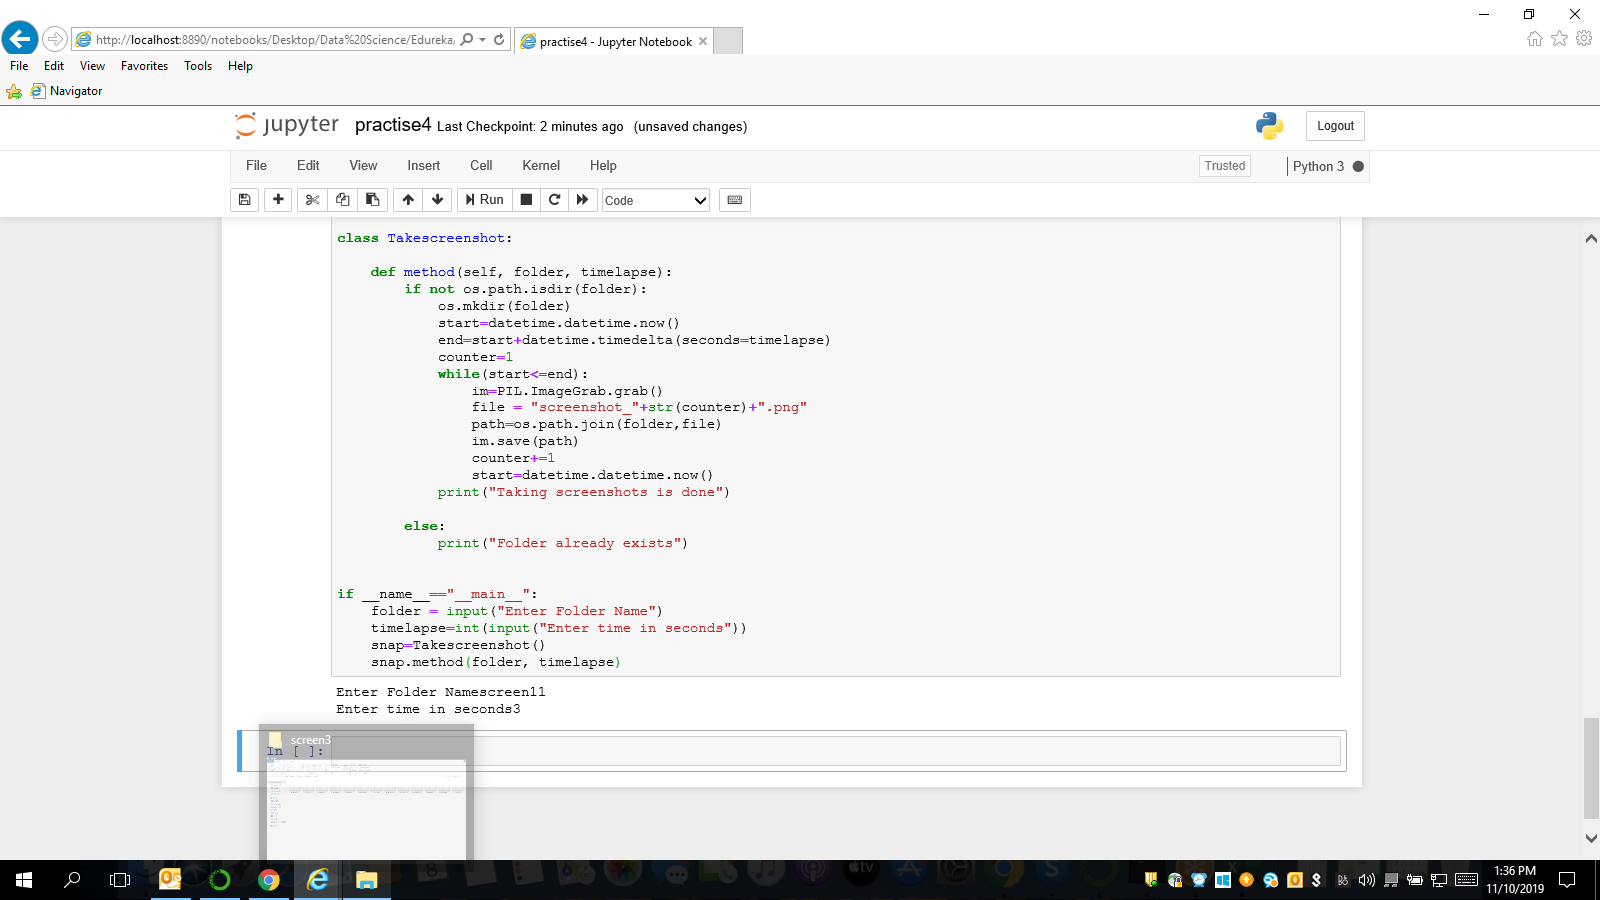 http://localhost:8890/notebooks/Desktop/Data%20Science/Edureka/
practise4 - Jupyter Notebook
File Edit View Favorites Tools Help
Navigator
jupyter practise4 Last Checkpoint: 2 minutes ago (unsaved changes)
Logout
File Edit View Insert Cell Kernel Help
Trusted
Python 3
Run
Code
class Takescreenshot:
def method(self, folder, timelapse):
if not os.path.isdir(folder):
os.mkdir(folder)
start=datetime.datetime.now()
end=start+datetime.timedelta(seconds=timelapse)
counter=1
while(start<=end):
im=PIL.ImageGrab.grab()
file = "screenshot_"+str(counter)+".png"
path=os.path.join(folder,file)
im.save(path)
counter+=1
start=datetime.datetime.now()
print("Taking screenshots is done")
else:
print("Folder already exists")
if __name__=="__main__":
folder = input("Enter Folder Name")
timelapse=int(input("Enter time in seconds"))
snap=Takescreenshot()
snap.method(folder, timelapse)
Enter Folder Namescreen11
Enter time in seconds3
screen3
In [ ]:
1:36 PM
11/10/2019